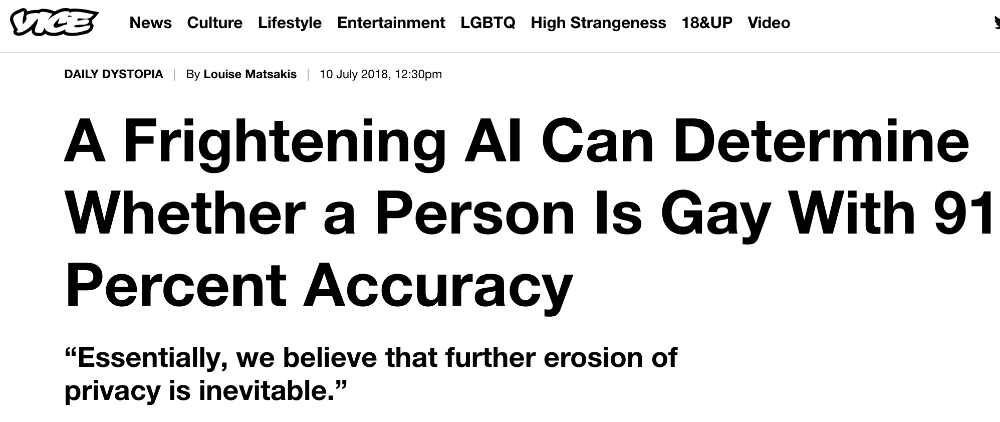 VICE News Culture Lifestyle Entertainment LGBTQ High Strangeness 18&UP Video
DAILY DYSTOPIA | By Louise Matsakis | 10 July 2018, 12:30pm
A Frightening AI Can Determine
Whether a Person Is Gay With 91
Percent Accuracy
“Essentially, we believe that further erosion of
privacy is inevitable.”